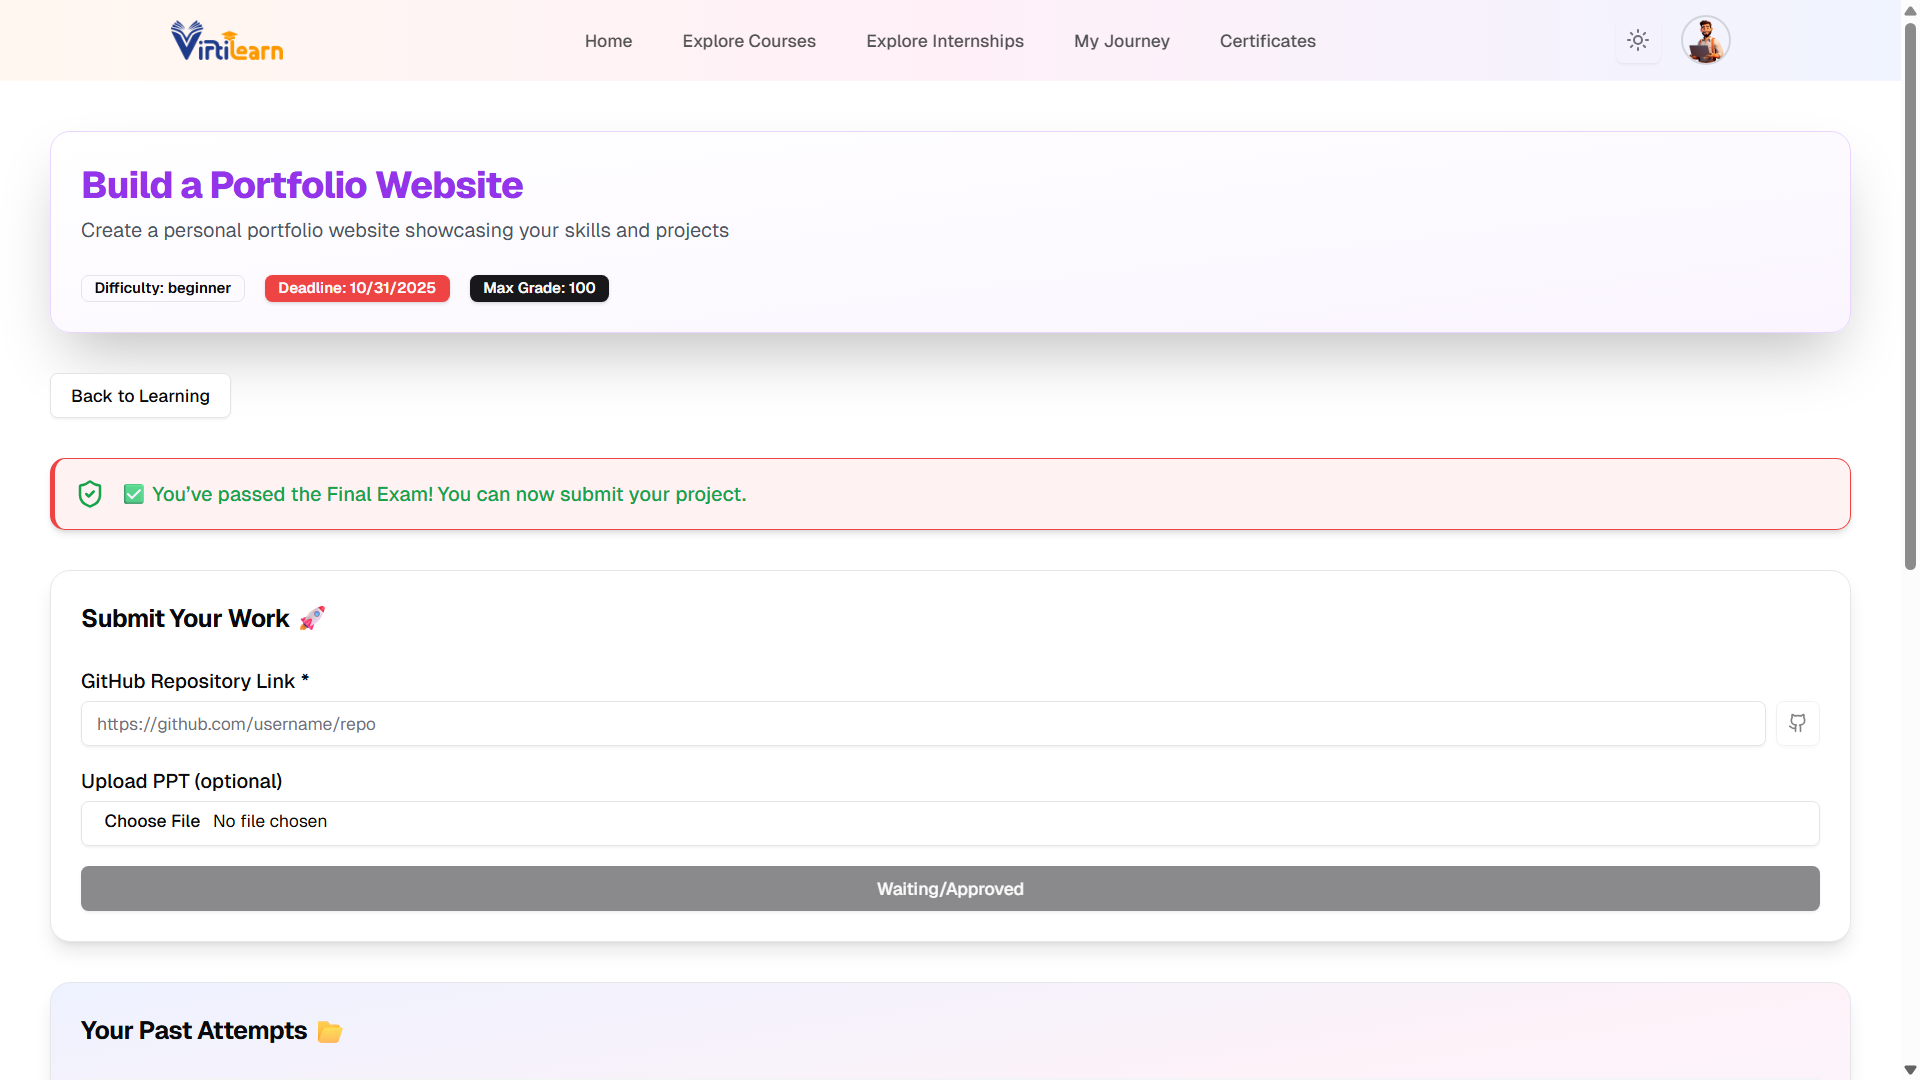 VirtiLearn
Home Explore Courses Explore Internships My Journey Certificates
Build a Portfolio Website
Create a personal portfolio website showcasing your skills and projects
Difficulty: beginner Deadline: 10/31/2025 Max Grade: 100
Back to Learning
✅ You’ve passed the Final Exam! You can now submit your project.
Submit Your Work 🚀
GitHub Repository Link *
https://github.com/username/repo
Upload PPT (optional)
Choose File No file chosen
Waiting/Approved
Your Past Attempts 📂